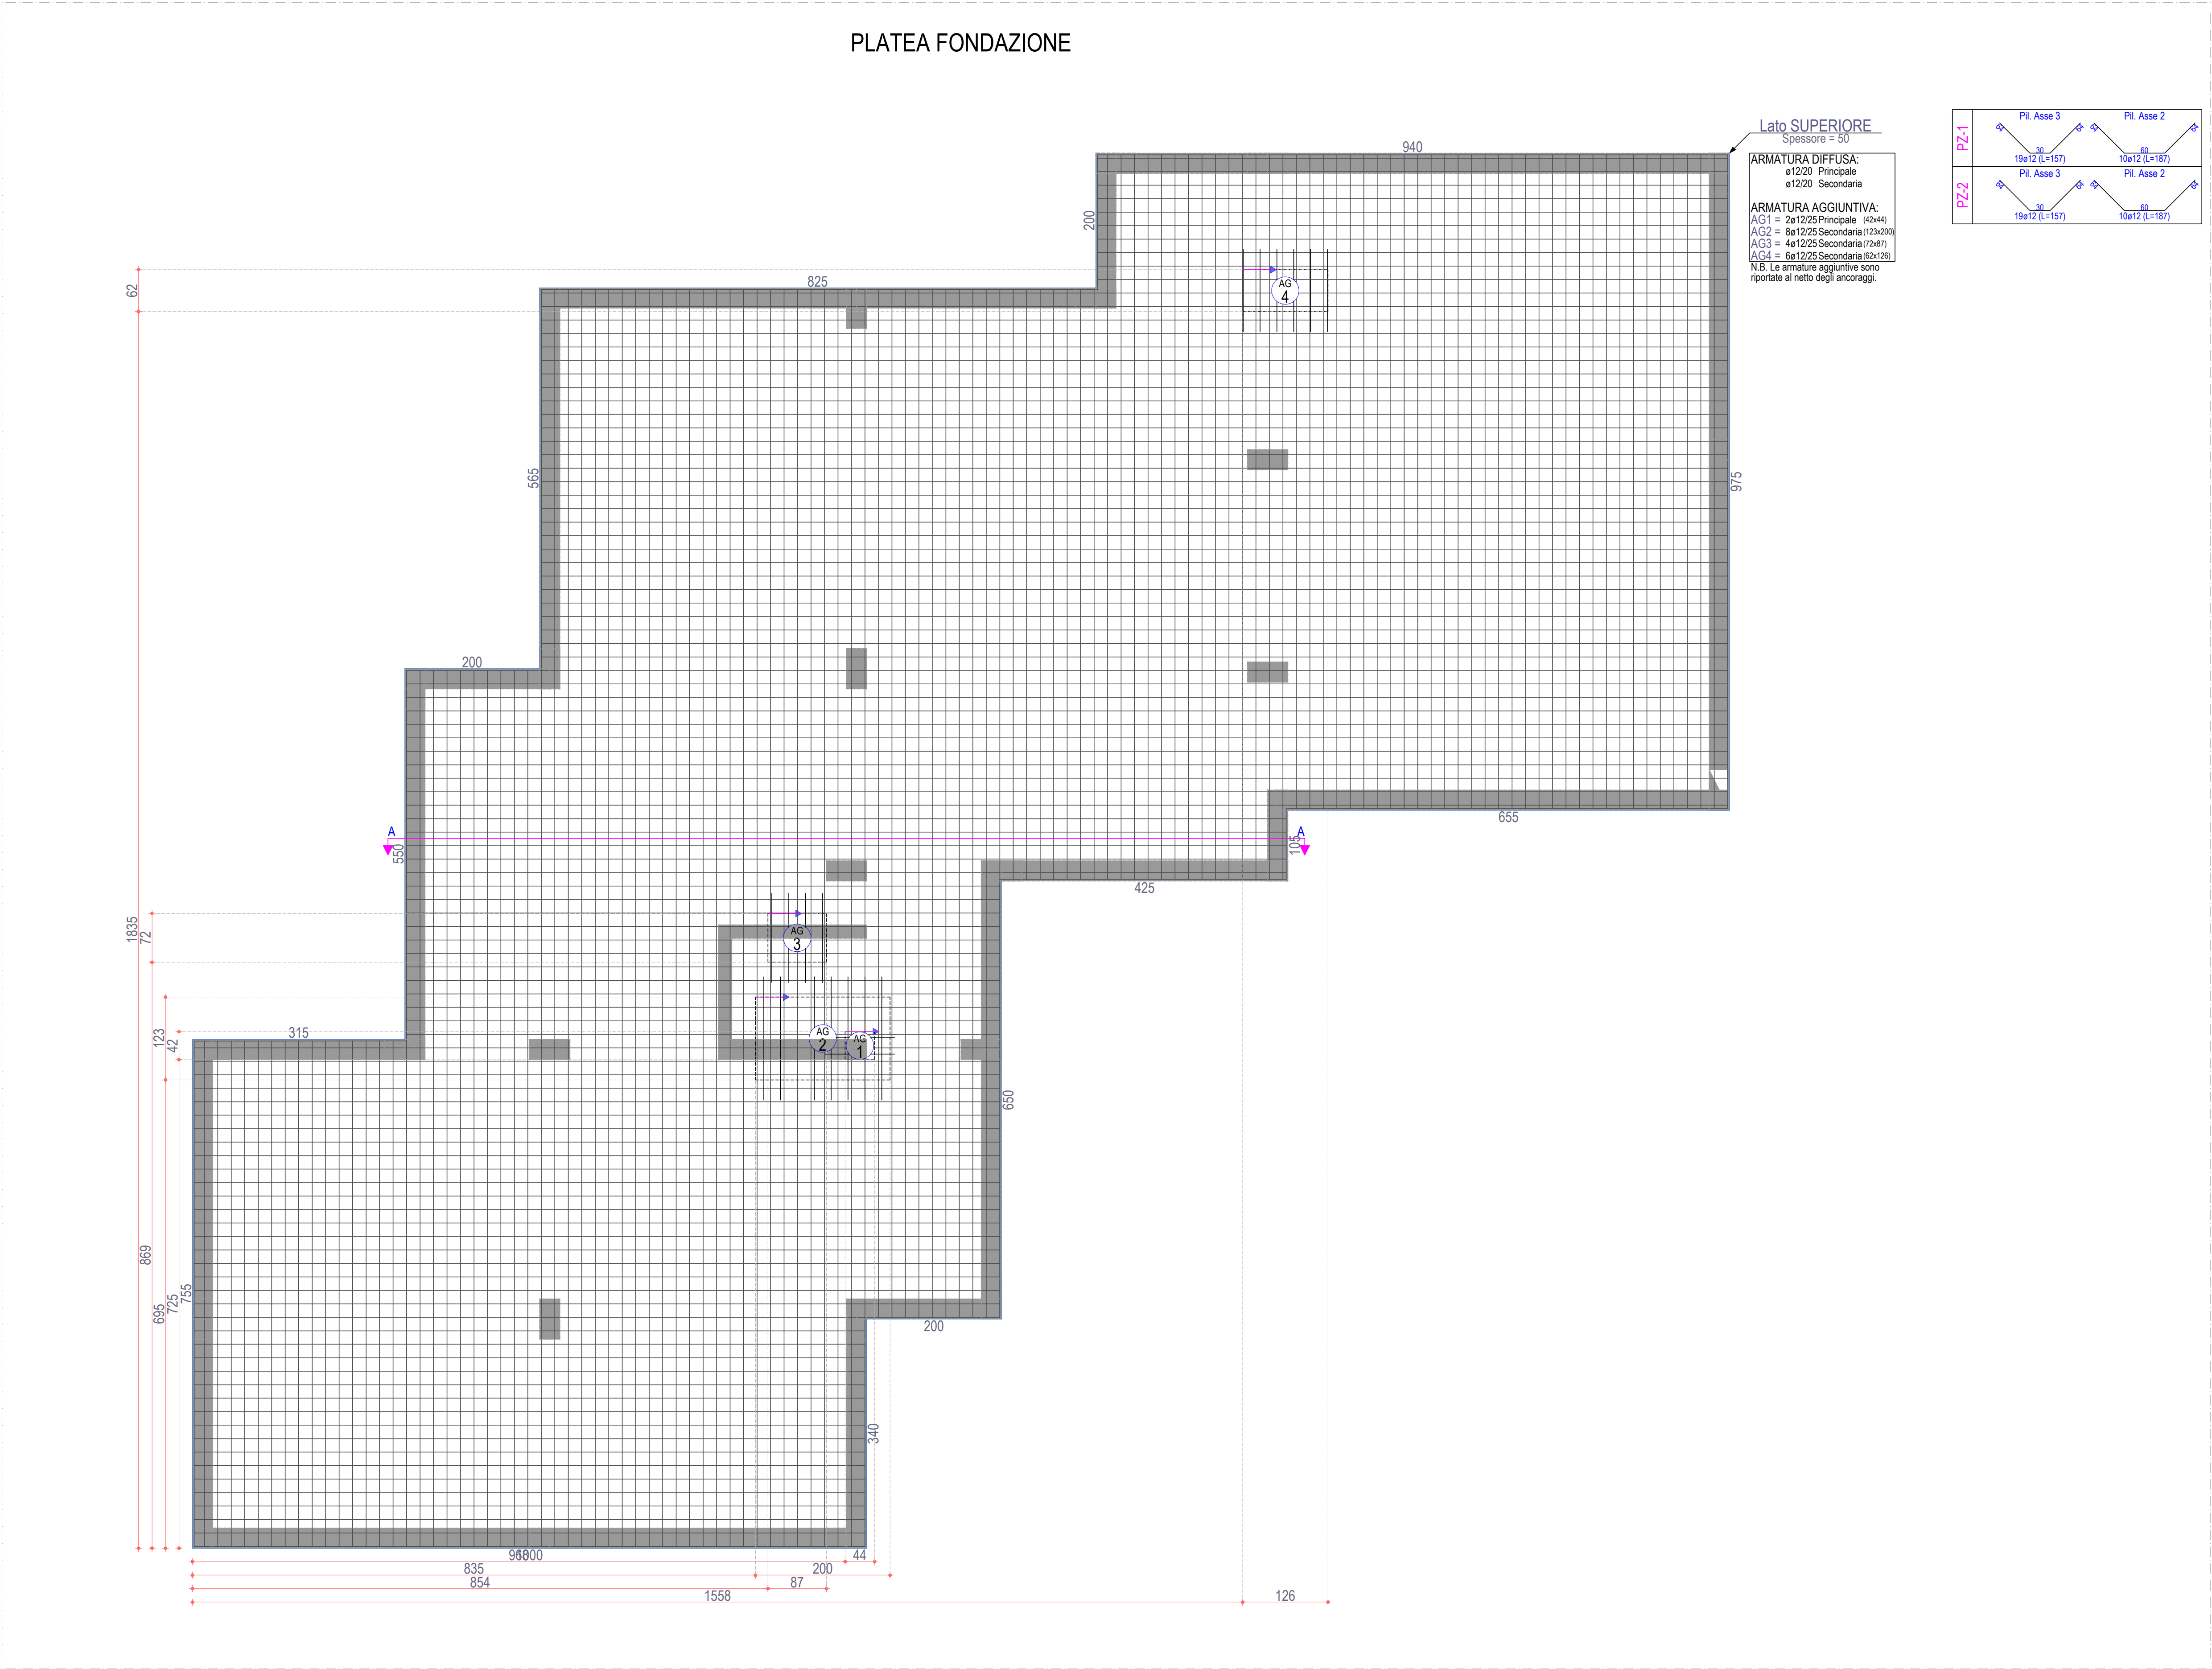 PLATEA FONDAZIONE
Lato SUPERIORE
Spessore = 50
ARMATURA DIFFUSA:
ø12/20 Principale
ø12/20 Secondaria
ARMATURA AGGIUNTIVA:
AG1 = 2ø12/25 Principale (42x44)
AG2 = 8ø12/25 Secondaria (123x200)
AG3 = 4ø12/25 Secondaria (72x87)
AG4 = 6ø12/25 Secondaria (62x126)
N.B. Le armature aggiuntive sono
riportate al netto degli ancoraggi.
PZ-1
Pil. Asse 3
30
19ø12 (L=157)
Pil. Asse 2
60
10ø12 (L=187)
PZ-2
Pil. Asse 3
30
19ø12 (L=157)
Pil. Asse 2
60
10ø12 (L=187)
940
200
825
62
AG
4
565
975
200
655
A
A
550
105
425
1835
72
AG
3
315
123
42
AG
2
AG
1
650
869
695
725
755
200
340
44
835
200
854
87
1558
126